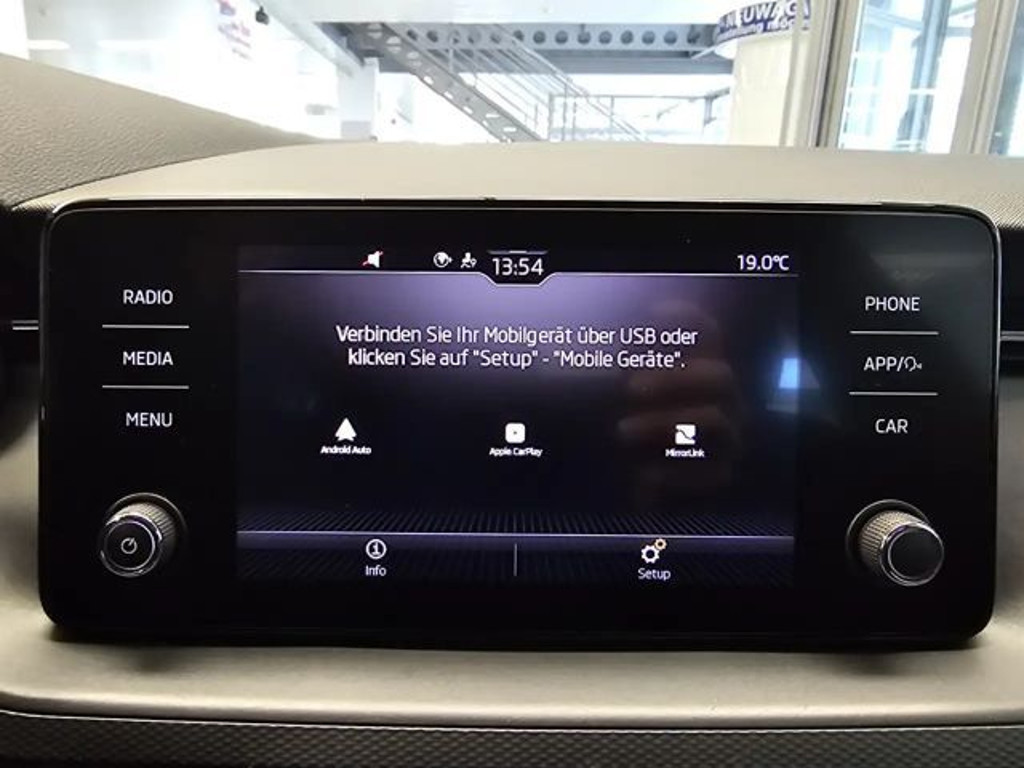 NEUWAG
RADIO
MEDIA
MENU
13:54
19.0°C
Verbinden Sie Ihr Mobilgerät über USB oder
klicken Sie auf "Setup" - "Mobile Geräte".
Android Auto
Apple CarPlay
MirrorLink
Info
Setup
PHONE
APP/
CAR